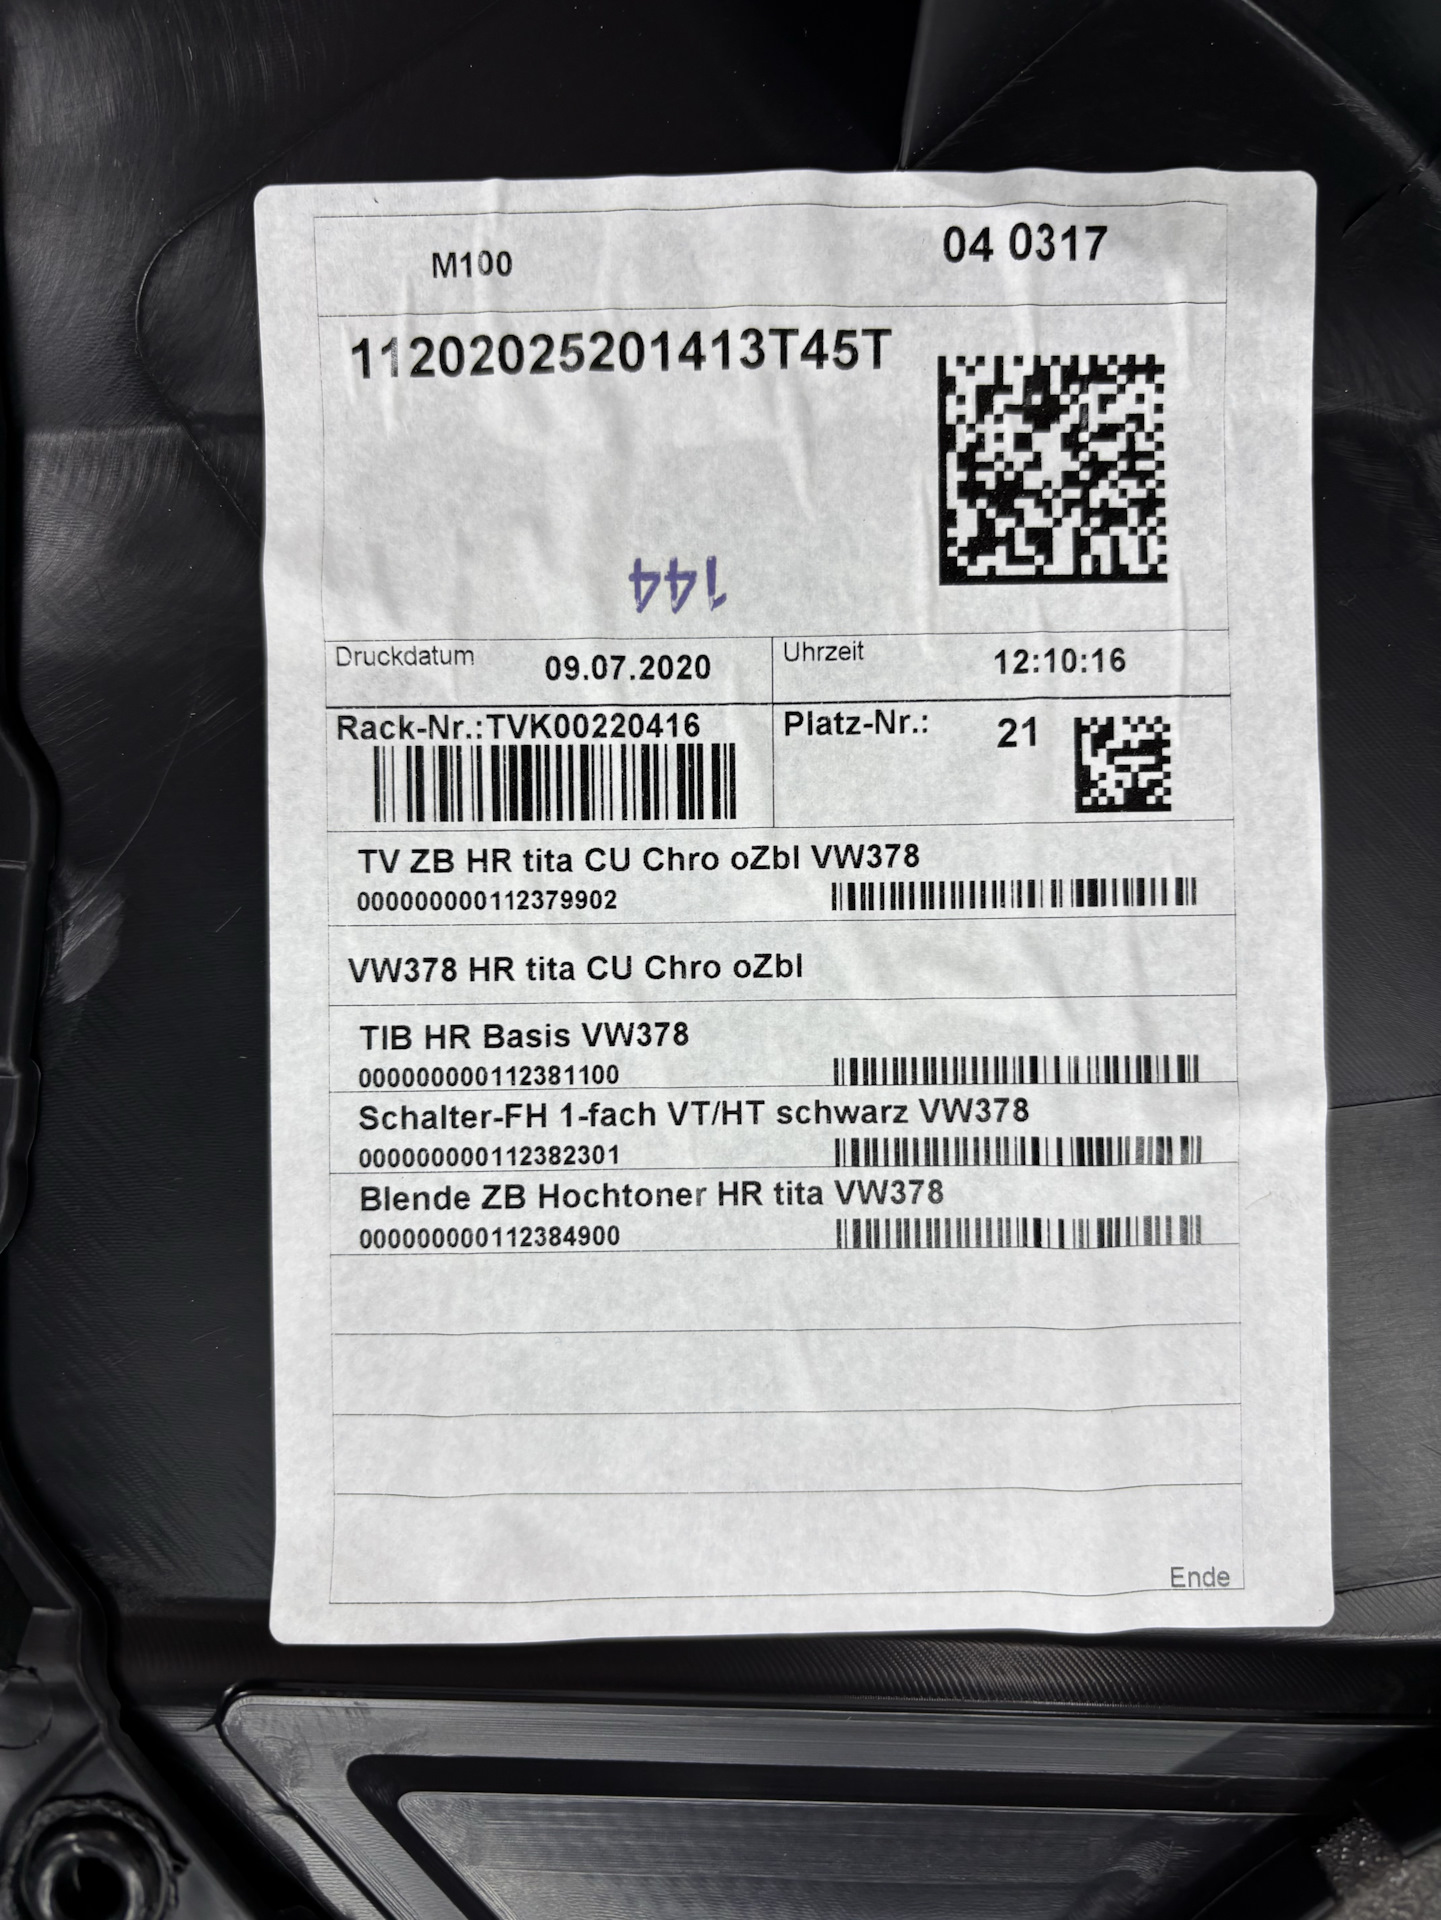 M100
04 0317
11202025201413T45T
144
Druckdatum 09.07.2020
Uhrzeit 12:10:16
Rack-Nr.:TVK00220416
Platz-Nr.: 21
TV ZB HR tita CU Chro oZbl VW378
000000000112379902
VW378 HR tita CU Chro oZbl
TIB HR Basis VW378
000000000112381100
Schalter-FH 1-fach VT/HT schwarz VW378
000000000112382301
Blende ZB Hochtoner HR tita VW378
000000000112384900
Ende